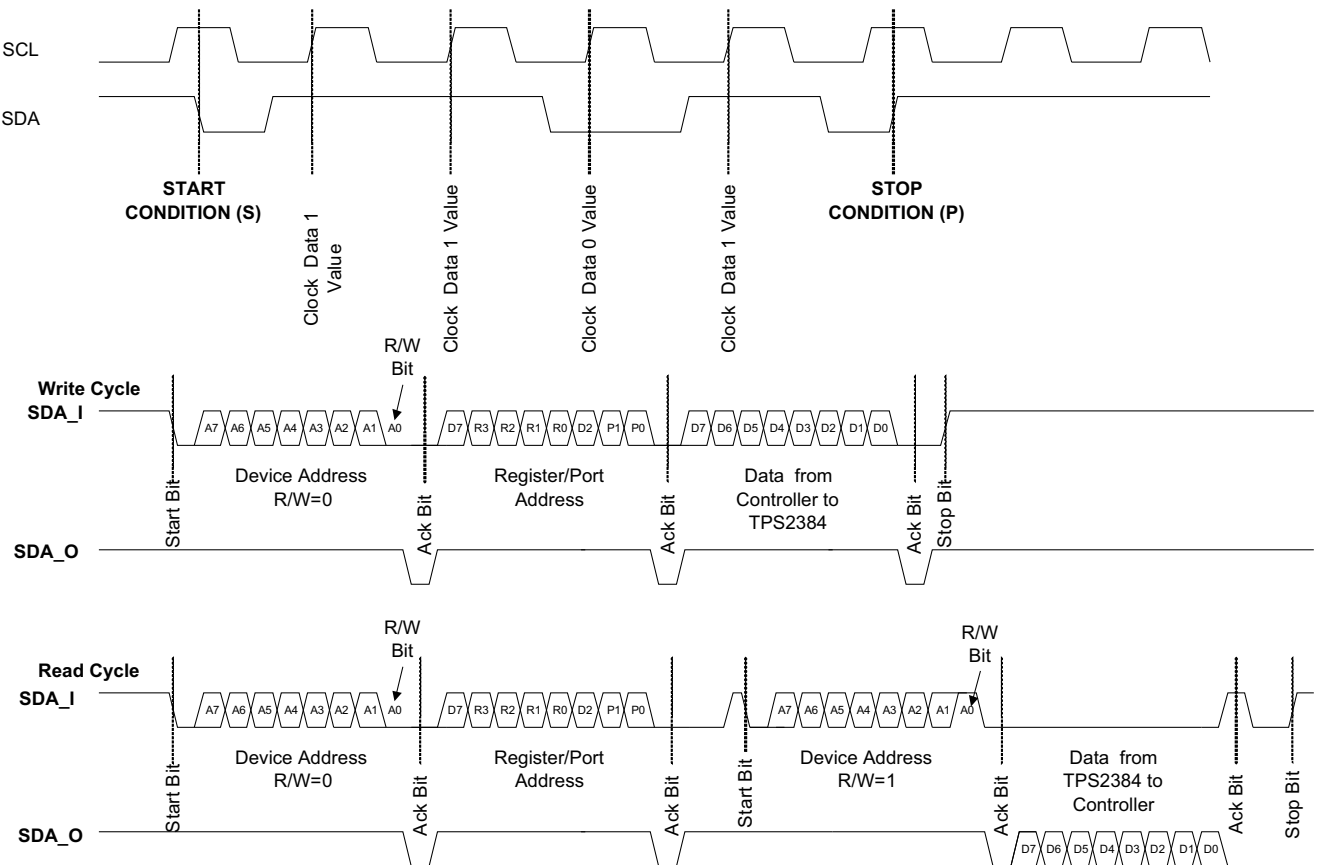 SCL
SDA
START
CONDITION (S)
STOP
CONDITION (P)
Clock Data 1
Value
Clock Data 1 Value
Clock Data 0 Value
Clock Data 1 Value
R/W
Bit
Write Cycle
SDA_I
A7 A6 A5 A4 A3 A2 A1 A0
D7 R3 R2 R1 R0 D2 P1 P0
D7 D6 D5 D4 D3 D2 D1 D0
Device Address
R/W=0
Register/Port
Address
Data from
Controller to
TPS2384
Start Bit
Ack Bit
Ack Bit
Ack Bit
Stop Bit
SDA_O
R/W
Bit
R/W
Bit
Read Cycle
SDA_I
A7 A6 A5 A4 A3 A2 A1 A0
D7 R3 R2 R1 R0 D2 P1 P0
A7 A6 A5 A4 A3 A2 A1 A0
Device Address
R/W=0
Register/Port
Address
Device Address
R/W=1
Data from
TPS2384 to
Controller
Start Bit
Ack Bit
Ack Bit
Start Bit
Ack Bit
Ack Bit
Stop Bit
SDA_O
D7 D6 D5 D4 D3 D2 D1 D0